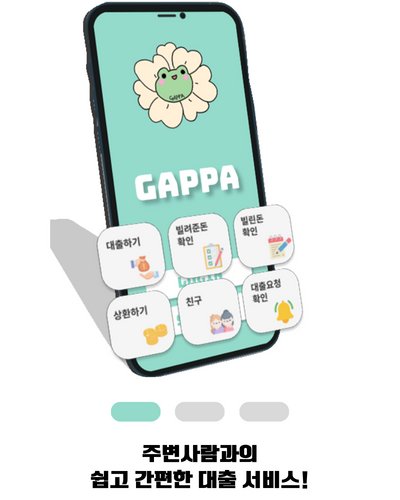 GAPPA
GAPPA
대출하기
빌려준돈
확인
빌린돈
확인
상환하기
친구
대출요청
확인
주변사람과의
쉽고 간편한 대출 서비스!